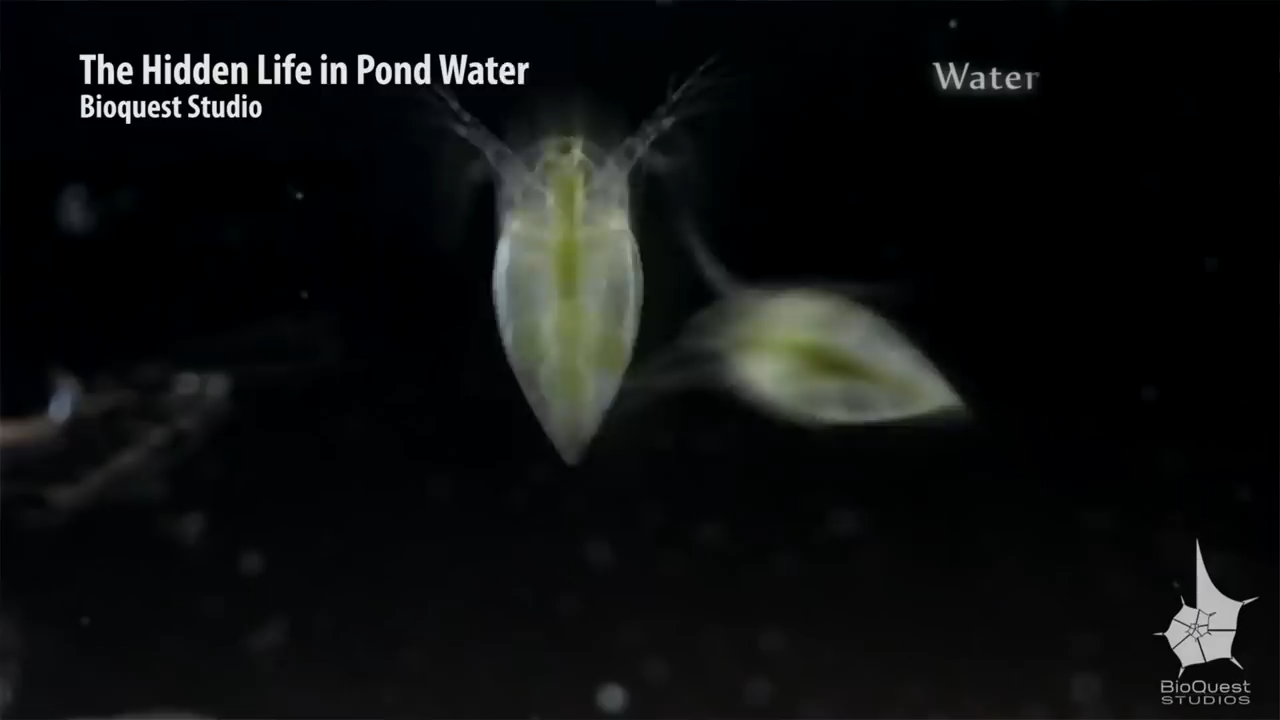 The Hidden Life in Pond Water
Bioquest Studio
Water
BioQuest
STUDIOS